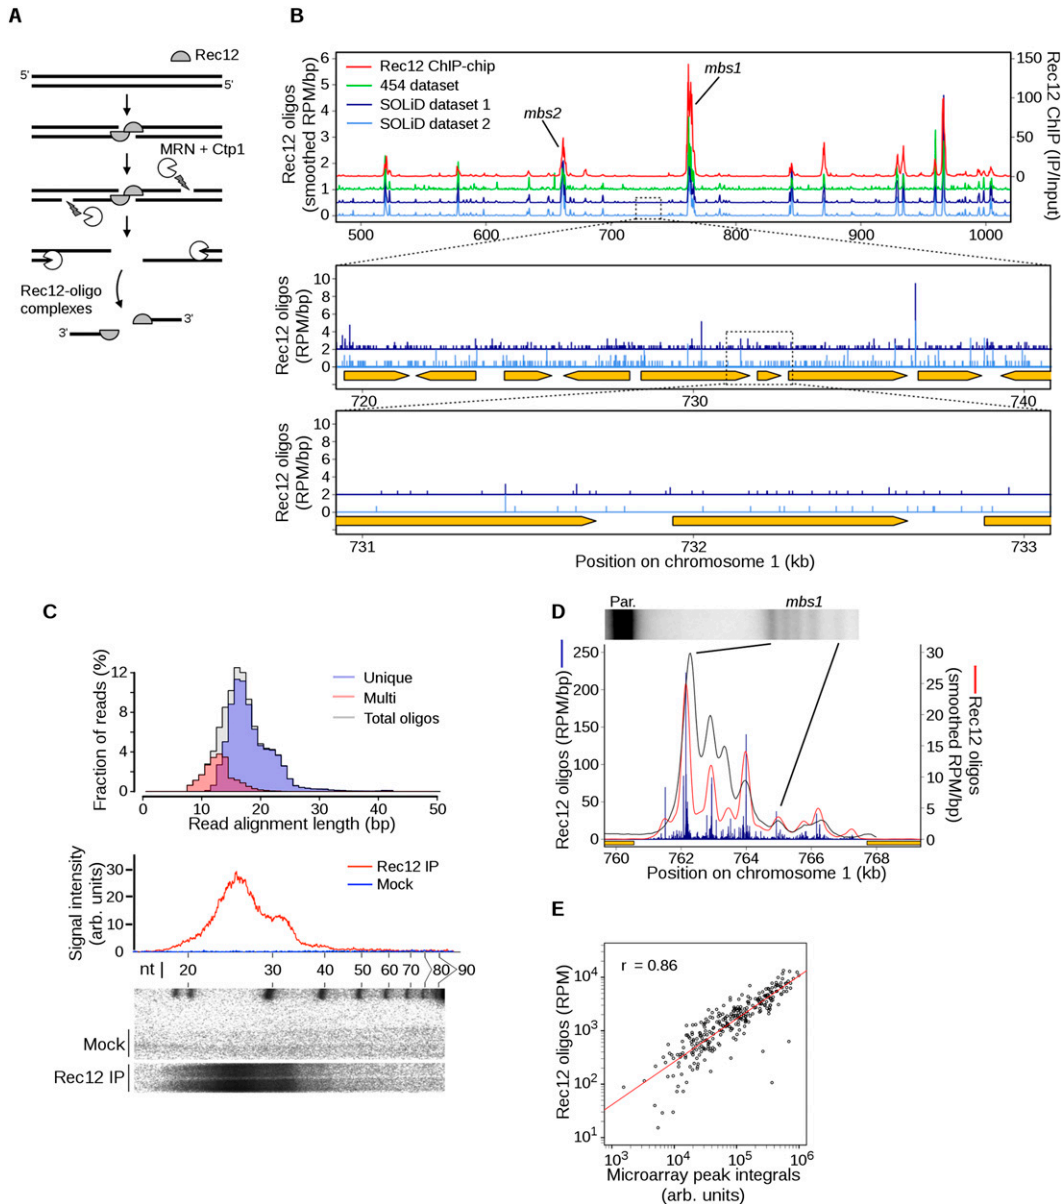 A
Rec12
5'
5'
MRN + Ctp1
Rec12-oligo
complexes
3'
3'
B
Rec12 oligos
(smoothed RPM/bp)
6
5
4
3
2
1
0
Rec12 ChIP-chip
454 dataset
SOLiD dataset 1
SOLiD dataset 2
mbs2
mbs1
150
100
50
0
Rec12 ChIP (IP/Input)
500
600
700
800
900
1000
Rec12 oligos
(RPM/bp)
10
8
6
4
2
0
720
730
740
Rec12 oligos
(RPM/bp)
10
8
6
4
2
0
731
732
733
Position on chromosome 1 (kb)
C
Fraction of reads (%)
12
8
4
0
Unique
Multi
Total oligos
0
10
20
30
40
50
Read alignment length (bp)
Signal intensity
(arb. units)
30
20
10
0
Rec12 IP
Mock
nt
20
30
40
50
60
70
80
90
Mock
Rec12 IP
D
Par.
mbs1
Rec12 oligos (RPM/bp)
250
200
150
100
50
0
30
25
20
15
10
5
0
Rec12 oligos
(smoothed RPM/bp)
760
762
764
766
768
Position on chromosome 1 (kb)
E
r = 0.86
Rec12 oligos (RPM)
10⁴
10³
10²
10¹
10³
10⁴
10⁵
10⁶
Microarray peak integrals
(arb. units)